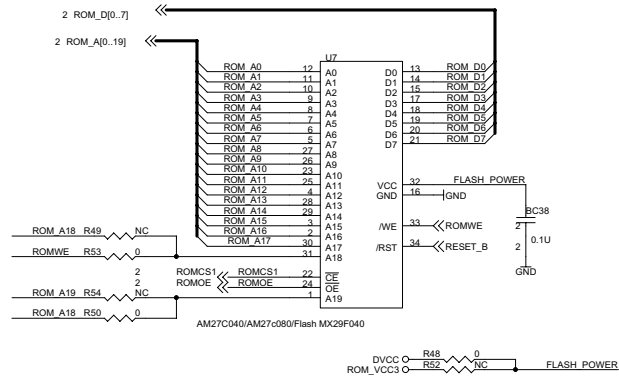 2 ROM_D[0..7]
2 ROM_A[0..19]
U7
ROM_A0 12 A0 D0 13 ROM_D0
ROM_A1 11 A1 D1 14 ROM_D1
ROM_A2 10 A2 D2 15 ROM_D2
ROM_A3 9 A3 D3 17 ROM_D3
ROM_A4 8 A4 D4 18 ROM_D4
ROM_A5 7 A5 D5 19 ROM_D5
ROM_A6 6 A6 D6 20 ROM_D6
ROM_A7 5 A7 D7 21 ROM_D7
ROM_A8 27 A8
ROM_A9 26 A9
ROM_A10 23 A10
ROM_A11 25 A11 VCC 32 FLASH_POWER
ROM_A12 4 A12 GND 16 GND
ROM_A13 28 A13
ROM_A14 29 A14
ROM_A15 3 A15 /WE 33 ROMWE
ROM_A16 2 A16
ROM_A17 30 A17 /RST 34 RESET_B
BC38
2
0.1U
2
GND
ROM_A18 R49 NC
ROMWE R53 0
31 A18
2 ROMCS1 ROMCS1 22 CE
2 ROMOE ROMOE 24 OE
ROM_A19 R54 NC
1 A19
ROM_A18 R50 0
AM27C040/AM27c080/Flash MX29F040
DVCC R48 0
ROM_VCC3 R52 NC FLASH_POWER